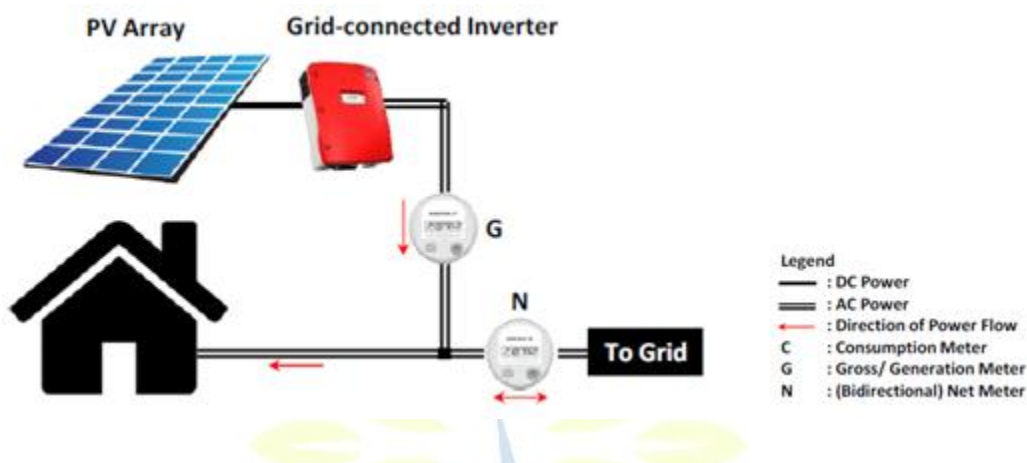 PV Array
Grid-connected Inverter
G
N
To Grid
Legend
: DC Power
: AC Power
: Direction of Power Flow
C : Consumption Meter
G : Gross/ Generation Meter
N : (Bidirectional) Net Meter